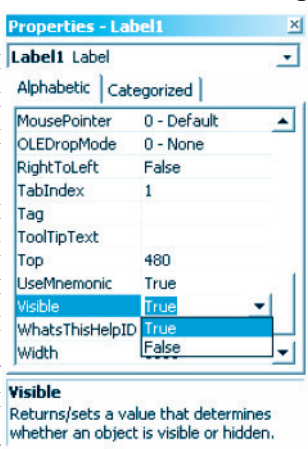 Properties - Label1
Label1 Label
Alphabetic Categorized
MousePointer 0 - Default
OLEDropMode 0 - None
RightToLeft False
TabIndex 1
Tag
ToolTipText
Top 480
UseMnemonic True
Visible True
WhatsThisHelpID True
False
Width
Visible
Returns/sets a value that determines
whether an object is visible or hidden.